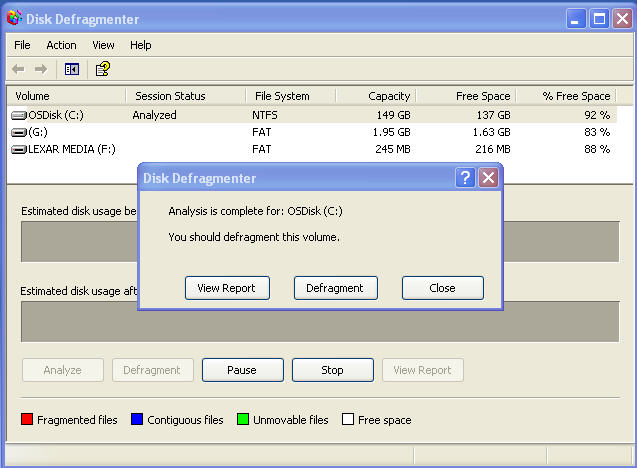 Disk Defragmenter
File Action View Help
Volume Session Status File System Capacity Free Space % Free Space
OSDisk (C:) Analyzed NTFS 149 GB 137 GB 92 %
(G:) FAT 1.95 GB 1.63 GB 83 %
LEXAR MEDIA (F:) FAT 245 MB 216 MB 88 %
Disk Defragmenter
Analysis is complete for: OSDisk (C:)
You should defragment this volume.
View Report Defragment Close
Estimated disk usage be
Estimated disk usage aft
Analyze Defragment Pause Stop View Report
Fragmented files Contiguous files Unmovable files Free space